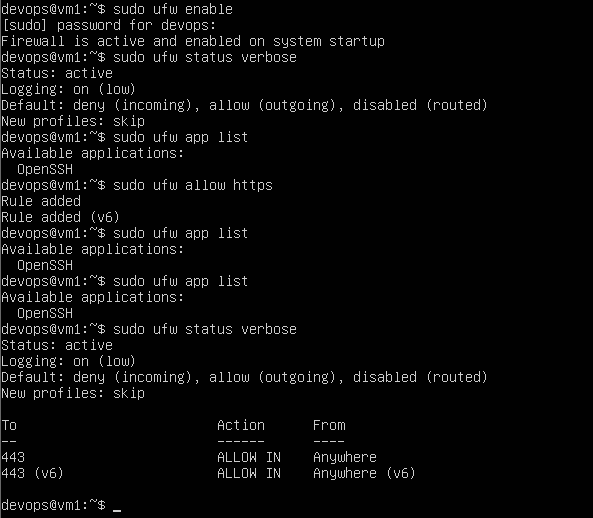 devops@vm1:~$ sudo ufw enable
[sudo] password for devops:
Firewall is active and enabled on system startup
devops@vm1:~$ sudo ufw status verbose
Status: active
Logging: on (low)
Default: deny (incoming), allow (outgoing), disabled (routed)
New profiles: skip
devops@vm1:~$ sudo ufw app list
Available applications:
  OpenSSH
devops@vm1:~$ sudo ufw allow https
Rule added
Rule added (v6)
devops@vm1:~$ sudo ufw app list
Available applications:
  OpenSSH
devops@vm1:~$ sudo ufw app list
Available applications:
  OpenSSH
devops@vm1:~$ sudo ufw status verbose
Status: active
Logging: on (low)
Default: deny (incoming), allow (outgoing), disabled (routed)
New profiles: skip

To                         Action      From
--                         ------      ----
443                        ALLOW IN    Anywhere
443 (v6)                   ALLOW IN    Anywhere (v6)

devops@vm1:~$ _